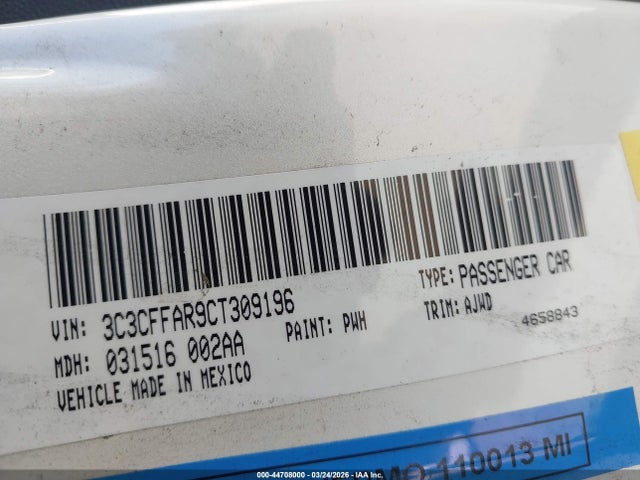 VIN: 3C3CFFAR9CT309196
TYPE: PASSENGER CAR
MDH: 031516 002AA
PAINT: PWH
TRIM: AJWD
4658843
VEHICLE MADE IN MEXICO
110013 MI
000-44708000 - 03/24/2026 - IAA Inc.